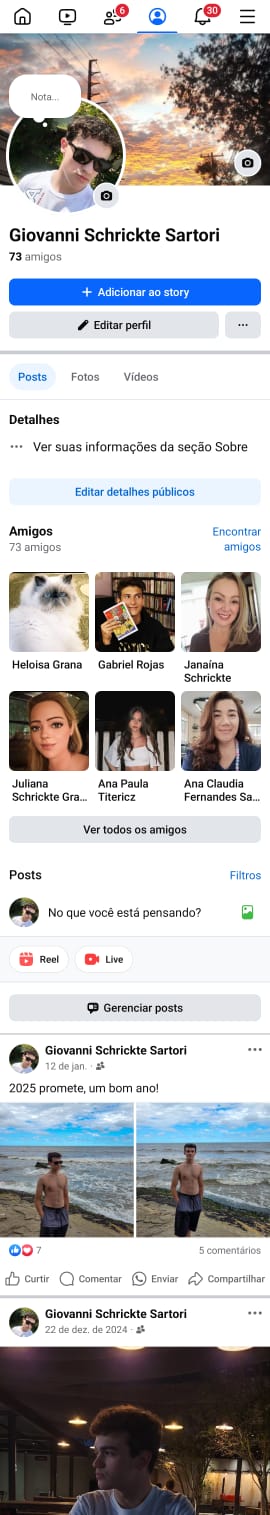 6
30
Nota...
Giovanni Schrickte Sartori
73 amigos
+ Adicionar ao story
Editar perfil
...
Posts
Fotos
Vídeos
Detalhes
... Ver suas informações da seção Sobre
Editar detalhes públicos
Amigos
73 amigos
Encontrar
amigos
Heloisa Grana
Gabriel Rojas
Janaína
Schrickte
Juliana
Schrickte Gra...
Ana Paula
Titericz
Ana Claudia
Fernandes Sa...
Ver todos os amigos
Posts
Filtros
No que você está pensando?
Reel
Live
Gerenciar posts
Giovanni Schrickte Sartori
...
12 de jan. ·
2025 promete, um bom ano!
7
5 comentários
Curtir
Comentar
Enviar
Compartilhar
Giovanni Schrickte Sartori
...
22 de dez. de 2024 ·